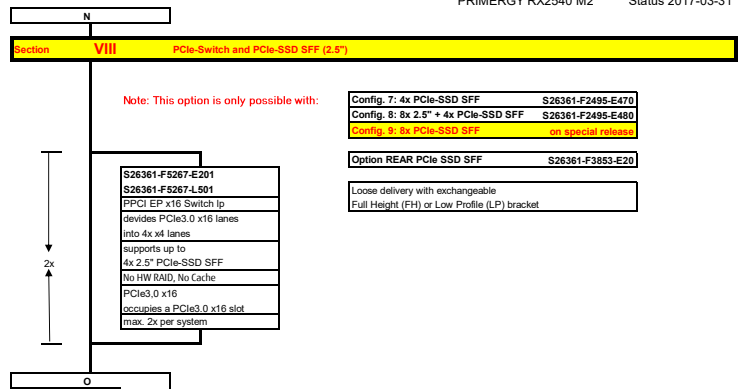 PRIMERGY RX2540 M2 Status 2017-03-31
N
Section VIII PCIe-Switch and PCIe-SSD SFF (2.5")
Note: This option is only possible with:
Config. 7: 4x PCIe-SSD SFF S26361-F2495-E470
Config. 8: 8x 2.5" + 4x PCIe-SSD SFF S26361-F2495-E480
Config. 9: 8x PCIe-SSD SFF on special release
Option REAR PCIe SSD SFF S26361-F3853-E20
S26361-F5267-E201
S26361-F5267-L501
PPCI EP x16 Switch lp
devides PCIe3.0 x16 lanes
into 4x x4 lanes
supports up to
4x 2.5" PCIe-SSD SFF
No HW RAID, No Cache
PCIe3,0 x16
occupies a PCIe3.0 x16 slot
max. 2x per system
Loose delivery with exchangeable
Full Height (FH) or Low Profile (LP) bracket
2x
O